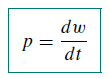 p = dw/dt